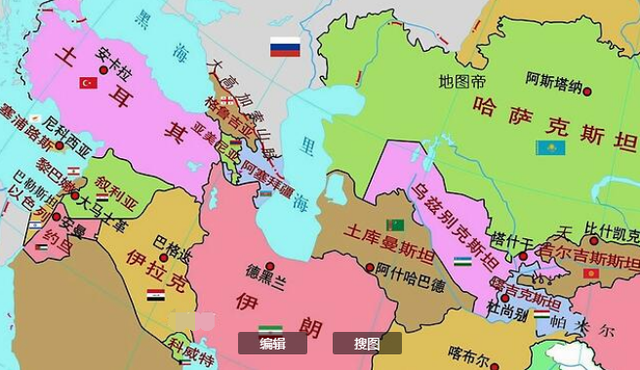 黑
海
安卡拉
土
耳
其
大高加索山脉
格鲁吉亚
亚美尼亚
阿塞拜疆
里
海
地图帝
阿斯塔纳
哈萨克斯坦
尼科西亚
塞浦路斯
黎巴嫩
叙利亚
巴勒斯坦
大马士革
以色列
安曼
约旦
巴格达
伊拉克
科威特
德黑兰
伊
朗
土库曼斯坦
阿什哈巴德
乌兹别克斯坦
塔什干
天
比什凯克
吉尔吉斯斯坦
塔吉克斯坦
杜尚别
帕米尔
喀布尔
编辑
搜图